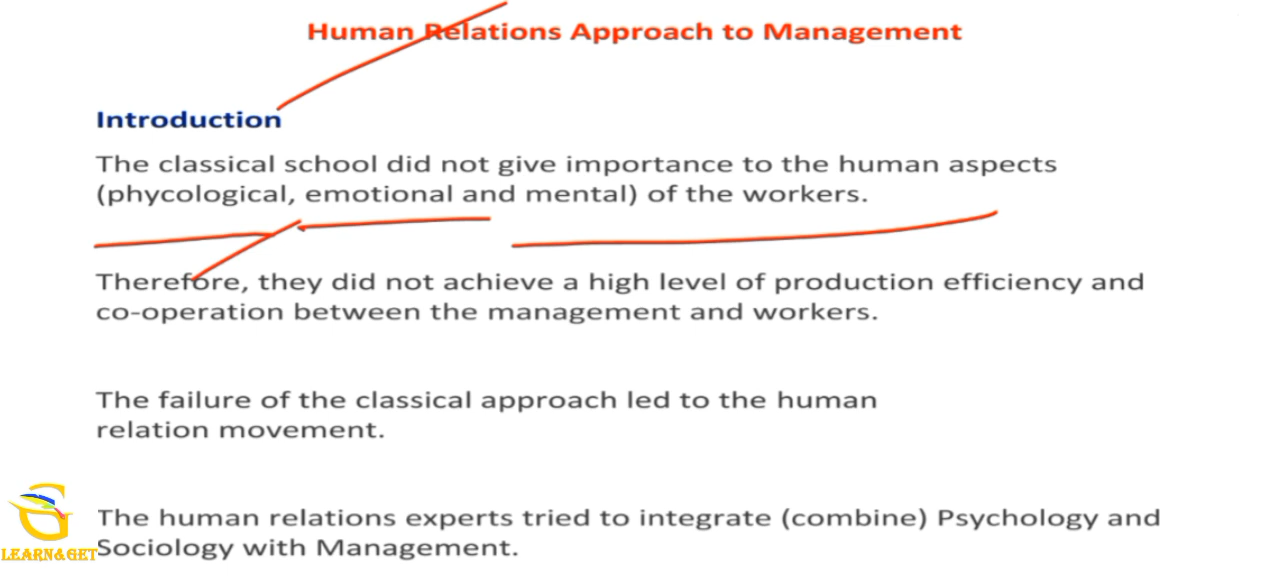 Human Relations Approach to Management
Introduction
The classical school did not give importance to the human aspects
(phycological, emotional and mental) of the workers.
Therefore, they did not achieve a high level of production efficiency and
co-operation between the management and workers.
The failure of the classical approach led to the human
relation movement.
The human relations experts tried to integrate (combine) Psychology and
Sociology with Management.
LEARN&GET